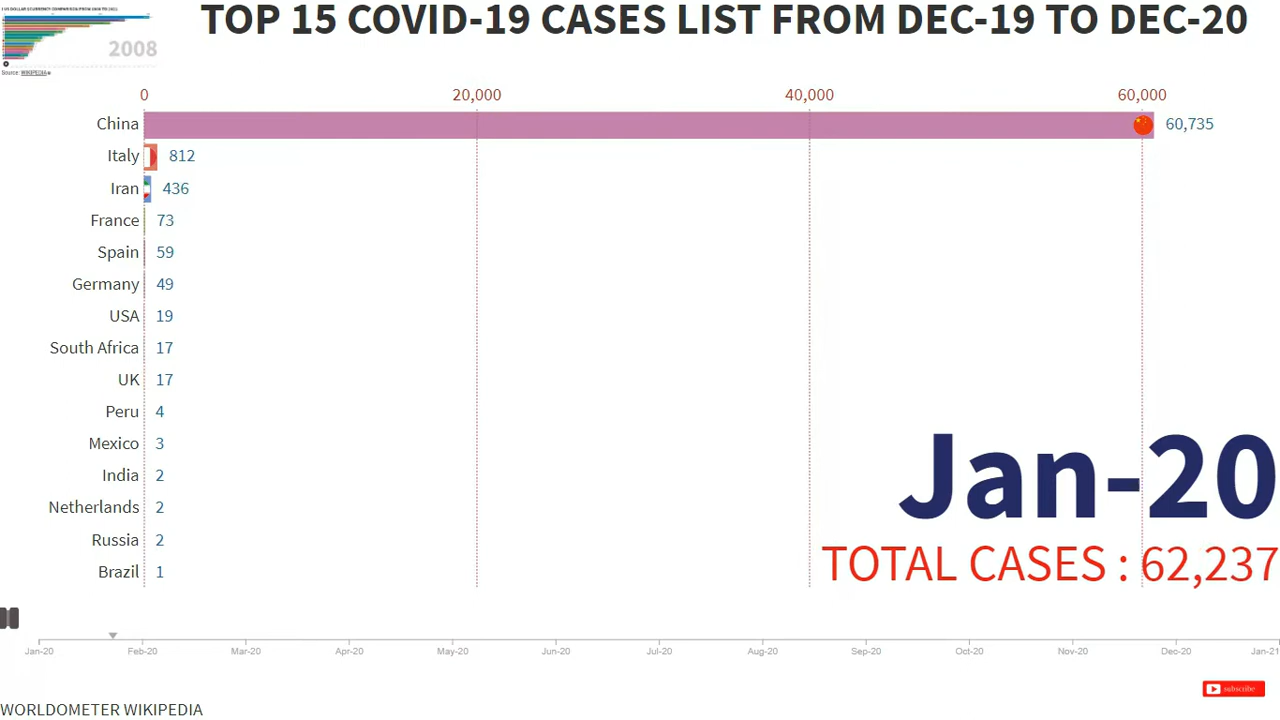 TOP 15 COVID-19 CASES LIST FROM DEC-19 TO DEC-20
2008
Source: WIKIPEDIA
0 20,000 40,000 60,000
China 60,735
Italy 812
Iran 436
France 73
Spain 59
Germany 49
USA 19
South Africa 17
UK 17
Peru 4
Mexico 3
India 2
Netherlands 2
Russia 2
Brazil 1
Jan-20
TOTAL CASES : 62,237
Jan-20 Feb-20 Mar-20 Apr-20 May-20 Jun-20 Jul-20 Aug-20 Sep-20 Oct-20 Nov-20 Dec-20 Jan-21
subscribe
WORLDOMETER WIKIPEDIA